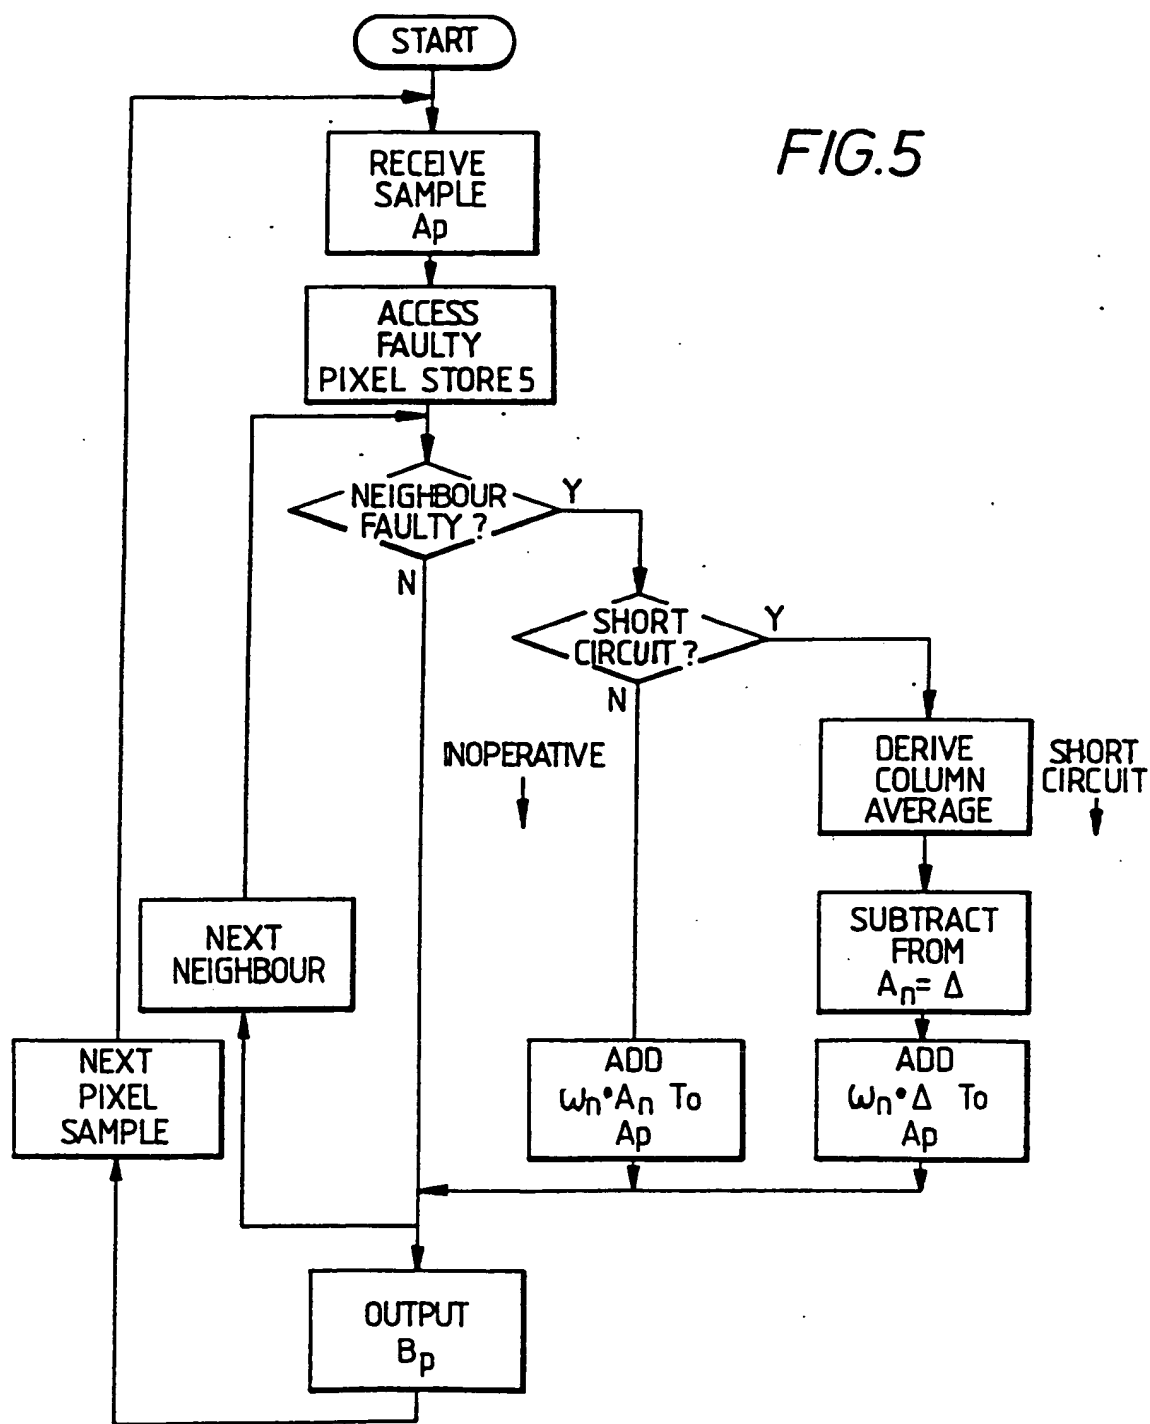 START
FIG.5
RECEIVE
SAMPLE
Ap
ACCESS
FAULTY
PIXEL STORE 5
NEIGHBOUR
FAULTY ?
Y
N
SHORT
CIRCUIT ?
Y
N
INOPERATIVE
DERIVE
COLUMN
AVERAGE
SHORT
CIRCUIT
SUBTRACT
FROM
An = Δ
NEXT
NEIGHBOUR
NEXT
PIXEL
SAMPLE
ADD
ωn•An To
Ap
ADD
ωn•Δ To
Ap
OUTPUT
Bp